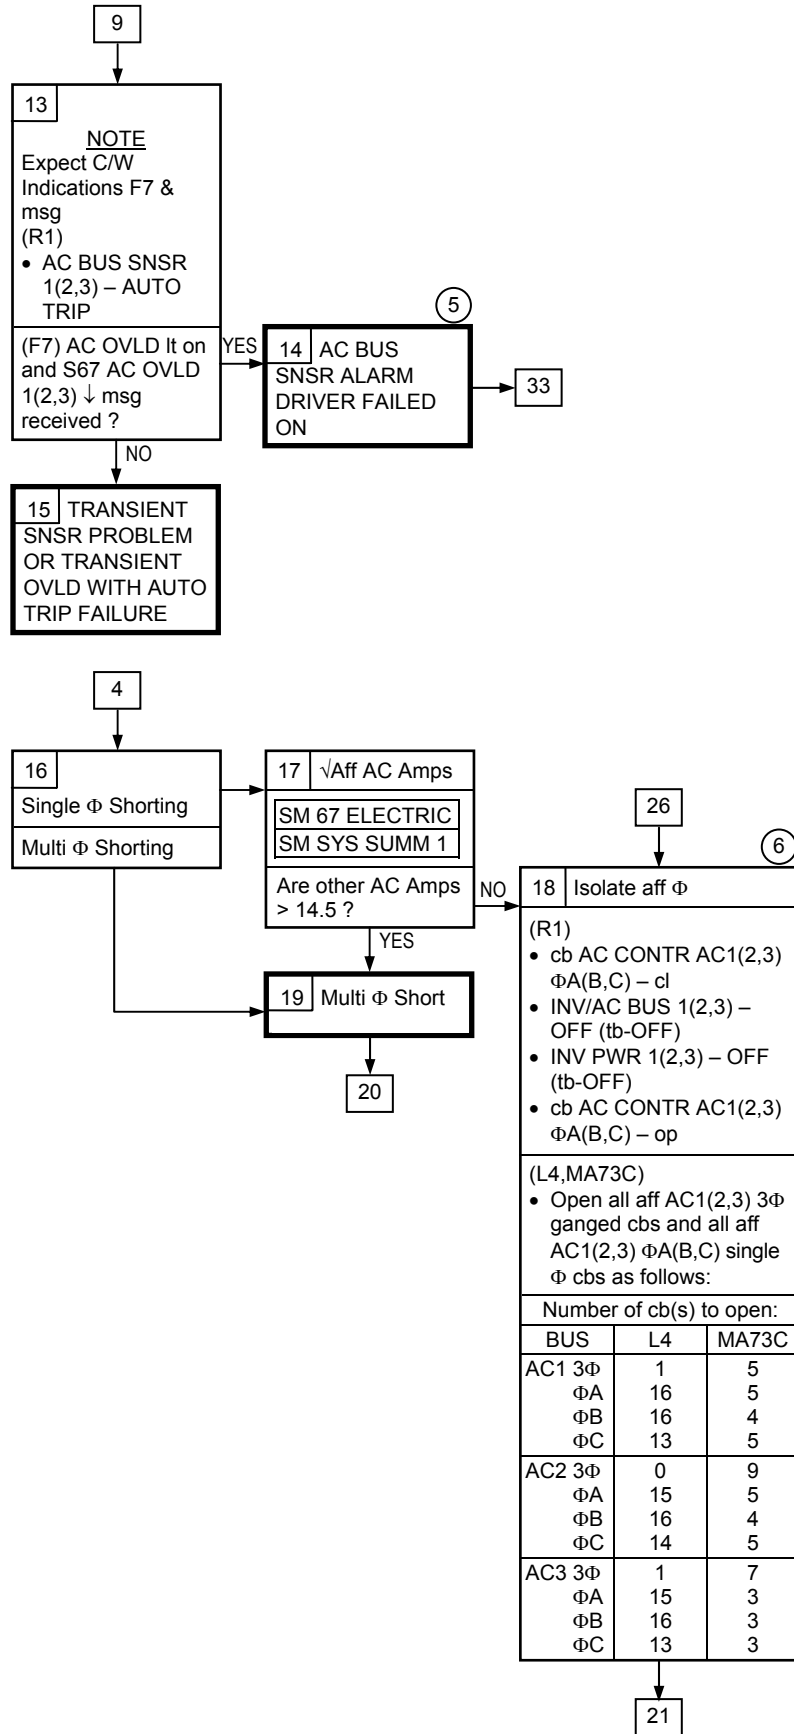 9
13
NOTE
Expect C/W
Indications F7 &
msg
(R1)
• AC BUS SNSR
1(2,3) – AUTO
TRIP
(F7) AC OVLD lt on
and S67 AC OVLD
1(2,3) ↓ msg
received ?
YES
5
14 AC BUS
SNSR ALARM
DRIVER FAILED
ON
33
NO
15 TRANSIENT
SNSR PROBLEM
OR TRANSIENT
OVLD WITH AUTO
TRIP FAILURE
4
16
Single Φ Shorting
Multi Φ Shorting
17 √Aff AC Amps
SM 67 ELECTRIC
SM SYS SUMM 1
Are other AC Amps
> 14.5 ?
NO
YES
19 Multi Φ Short
20
26
6
18 Isolate aff Φ
(R1)
• cb AC CONTR AC1(2,3)
ΦA(B,C) – cl
• INV/AC BUS 1(2,3) –
OFF (tb-OFF)
• INV PWR 1(2,3) – OFF
(tb-OFF)
• cb AC CONTR AC1(2,3)
ΦA(B,C) – op
(L4,MA73C)
• Open all aff AC1(2,3) 3Φ
ganged cbs and all aff
AC1(2,3) ΦA(B,C) single
Φ cbs as follows:
Number of cb(s) to open:
BUS L4 MA73C
AC1 3Φ 1 5
ΦA 16 5
ΦB 16 4
ΦC 13 5
AC2 3Φ 0 9
ΦA 15 5
ΦB 16 4
ΦC 14 5
AC3 3Φ 1 7
ΦA 15 3
ΦB 16 3
ΦC 13 3
21